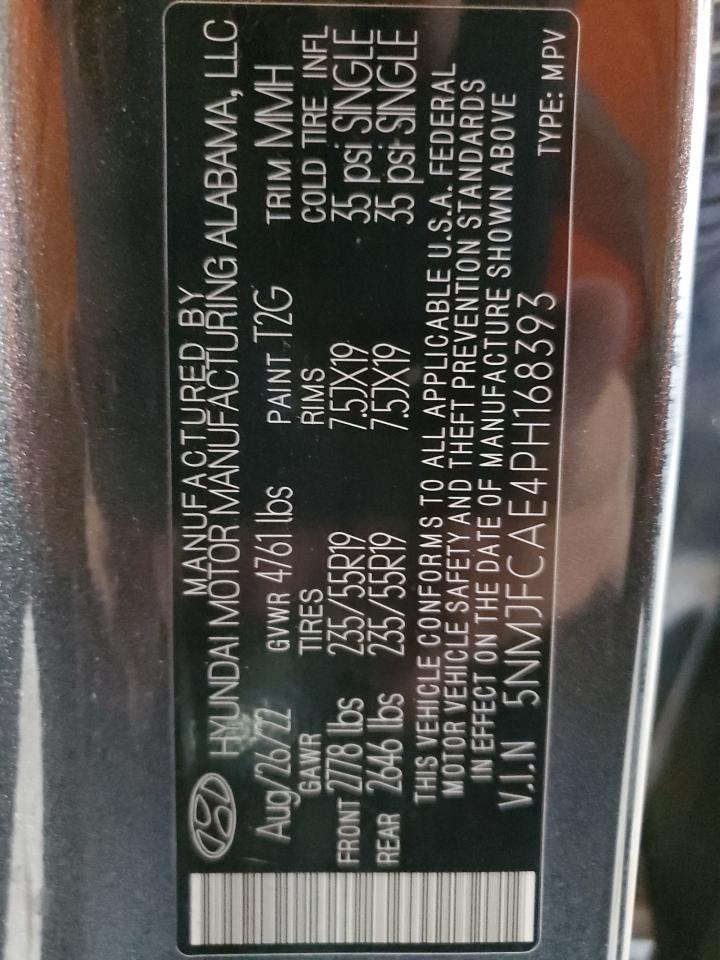 MANUFACTURED BY
HYUNDAI MOTOR MANUFACTURING ALABAMA, LLC
Aug/26/22 GVWR 4761 lbs PAINT T2G TRIM MMH
GAWR TIRES RIMS COLD TIRE INFL
FRONT 2778 lbs 235/55R19 7.5JX19 35 psi SINGLE
REAR 2646 lbs 235/55R19 7.5JX19 35 psi SINGLE
THIS VEHICLE CONFORMS TO ALL APPLICABLE U.S.A. FEDERAL
MOTOR VEHICLE SAFETY AND THEFT PREVENTION STANDARDS
IN EFFECT ON THE DATE OF MANUFACTURE SHOWN ABOVE
V.I.N 5NMJFCAE4PH168393 TYPE: MPV